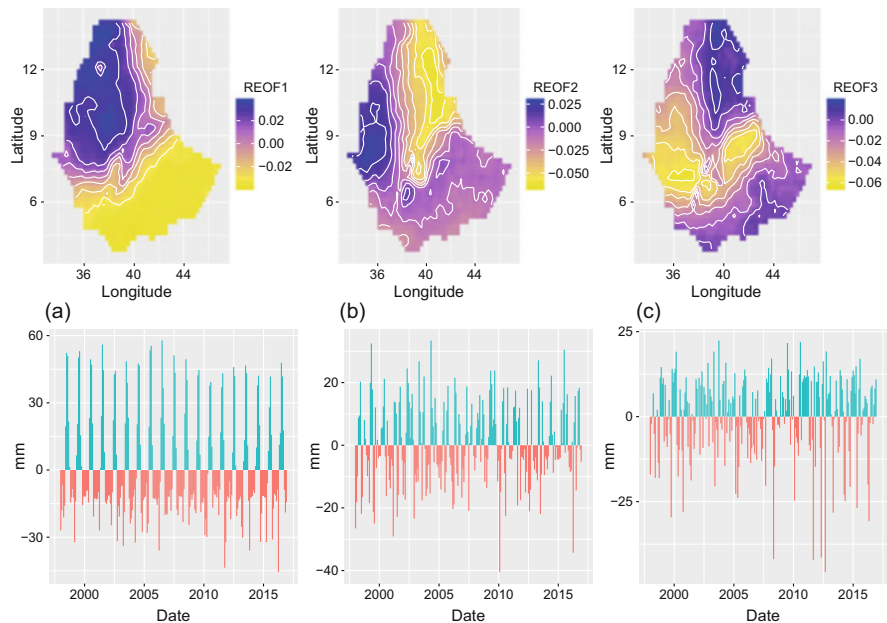 Latitude
12
9
6
36
40
44
Longitude
REOF1
0.02
0.00
−0.02
(a)
Latitude
12
9
6
36
40
44
Longitude
REOF2
0.025
0.000
−0.025
−0.050
(b)
Latitude
12
9
6
36
40
44
Longitude
REOF3
0.00
−0.02
−0.04
−0.06
(c)
mm
60
30
0
−30
2000
2005
2010
2015
Date
mm
20
0
−20
−40
2000
2005
2010
2015
Date
mm
25
0
−25
2000
2005
2010
2015
Date